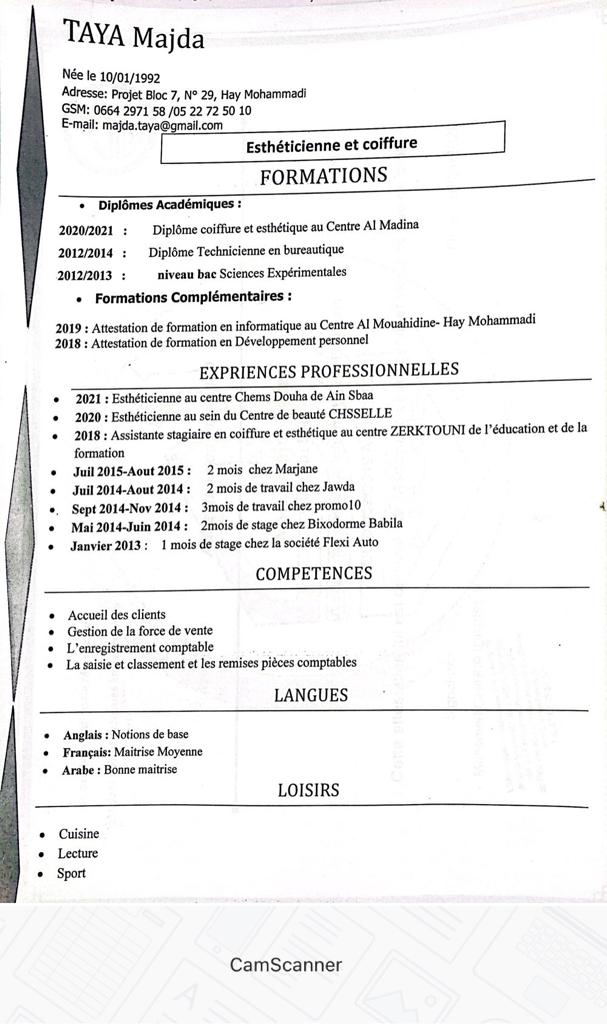 TAYA Majda
Née le 10/01/1992
Adresse: Projet Bloc 7, N° 29, Hay Mohammadi
GSM: 0664 2971 58 /05 22 72 50 10
E-mail: majda.taya@gmail.com
Esthéticienne et coiffure
FORMATIONS
• Diplômes Académiques :
2020/2021 : Diplôme coiffure et esthétique au Centre Al Madina
2012/2014 : Diplôme Technicienne en bureautique
2012/2013 : niveau bac Sciences Expérimentales
• Formations Complémentaires :
2019 : Attestation de formation en informatique au Centre Al Mouahidine- Hay Mohammadi
2018 : Attestation de formation en Développement personnel
EXPRIENCES PROFESSIONNELLES
• 2021 : Esthéticienne au centre Chems Douha de Ain Sbaa
• 2020 : Esthéticienne au sein du Centre de beauté CHSSELLE
• 2018 : Assistante stagiaire en coiffure et esthétique au centre ZERKTOUNI de l'éducation et de la
formation
• Juil 2015-Aout 2015 : 2 mois chez Marjane
• Juil 2014-Aout 2014 : 2 mois de travail chez Jawda
• Sept 2014-Nov 2014 : 3mois de travail chez promo10
• Mai 2014-Juin 2014 : 2mois de stage chez Bixodorme Babila
• Janvier 2013 : 1 mois de stage chez la société Flexi Auto
COMPETENCES
• Accueil des clients
• Gestion de la force de vente
• L'enregistrement comptable
• La saisie et classement et les remises pièces comptables
LANGUES
• Anglais : Notions de base
• Français: Maitrise Moyenne
• Arabe : Bonne maitrise
LOISIRS
• Cuisine
• Lecture
• Sport
CamScanner